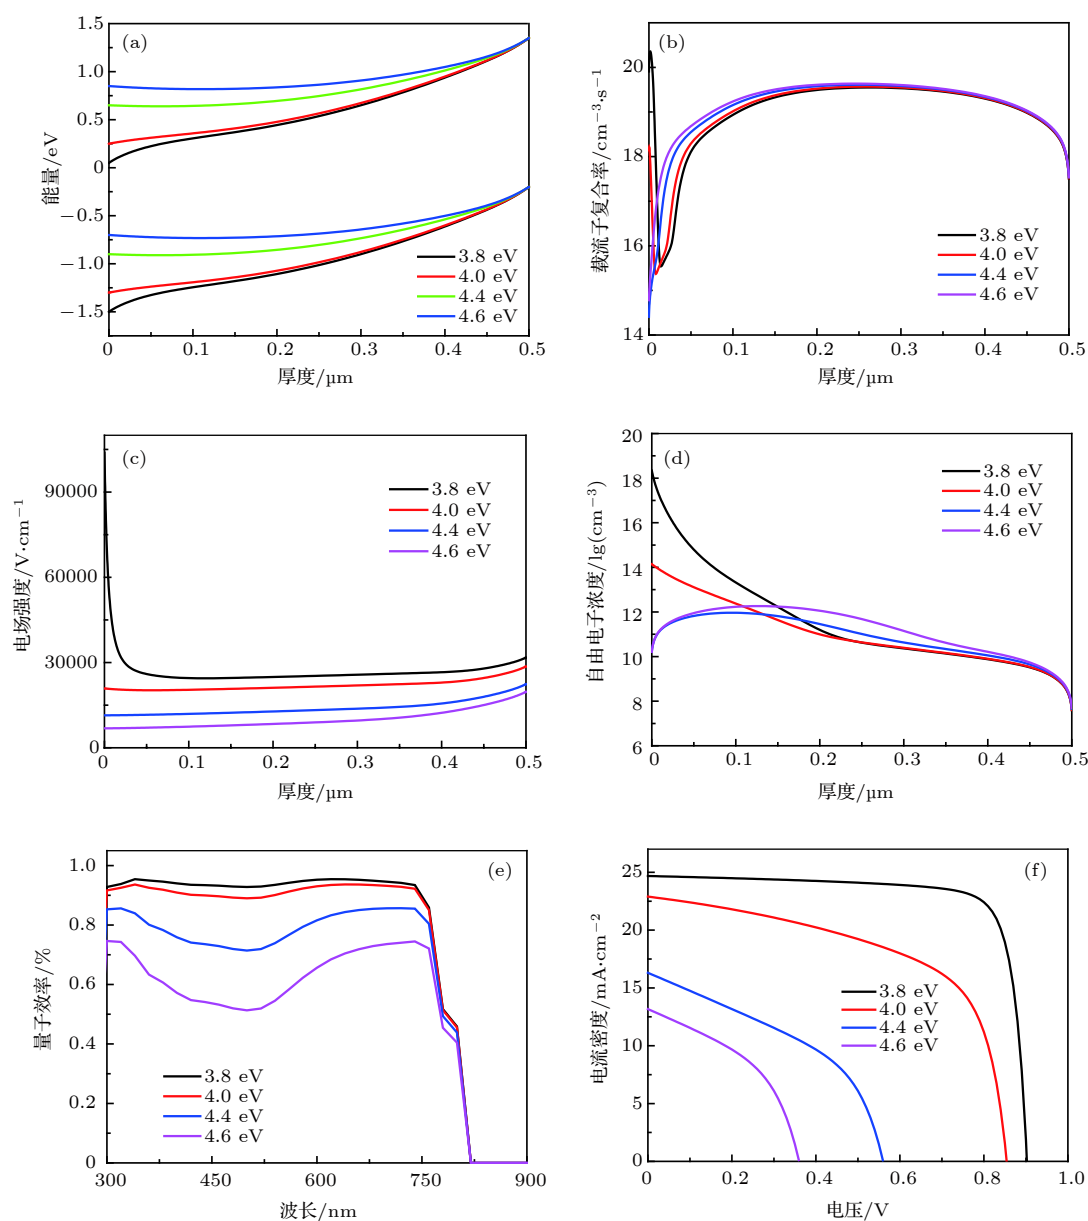 (a)
1.5
1.0
0.5
0
−0.5
−1.0
−1.5
能量/eV
3.8 eV
4.0 eV
4.4 eV
4.6 eV
0 0.1 0.2 0.3 0.4 0.5
厚度/µm
(b)
20
18
16
14
载流子复合率/cm−3·s−1
3.8 eV
4.0 eV
4.4 eV
4.6 eV
0 0.1 0.2 0.3 0.4 0.5
厚度/µm
(c)
90000
60000
30000
0
电场强度/V·cm−1
3.8 eV
4.0 eV
4.4 eV
4.6 eV
0 0.1 0.2 0.3 0.4 0.5
厚度/µm
(d)
20
18
16
14
12
10
8
6
自由电子浓度/lg(cm−3)
3.8 eV
4.0 eV
4.4 eV
4.6 eV
0 0.1 0.2 0.3 0.4 0.5
厚度/µm
(e)
1.0
0.8
0.6
0.4
0.2
0
量子效率/%
3.8 eV
4.0 eV
4.4 eV
4.6 eV
300 450 600 750 900
波长/nm
(f)
25
20
15
10
5
0
电流密度/mA·cm−2
3.8 eV
4.0 eV
4.4 eV
4.6 eV
0 0.2 0.4 0.6 0.8 1.0
电压/V